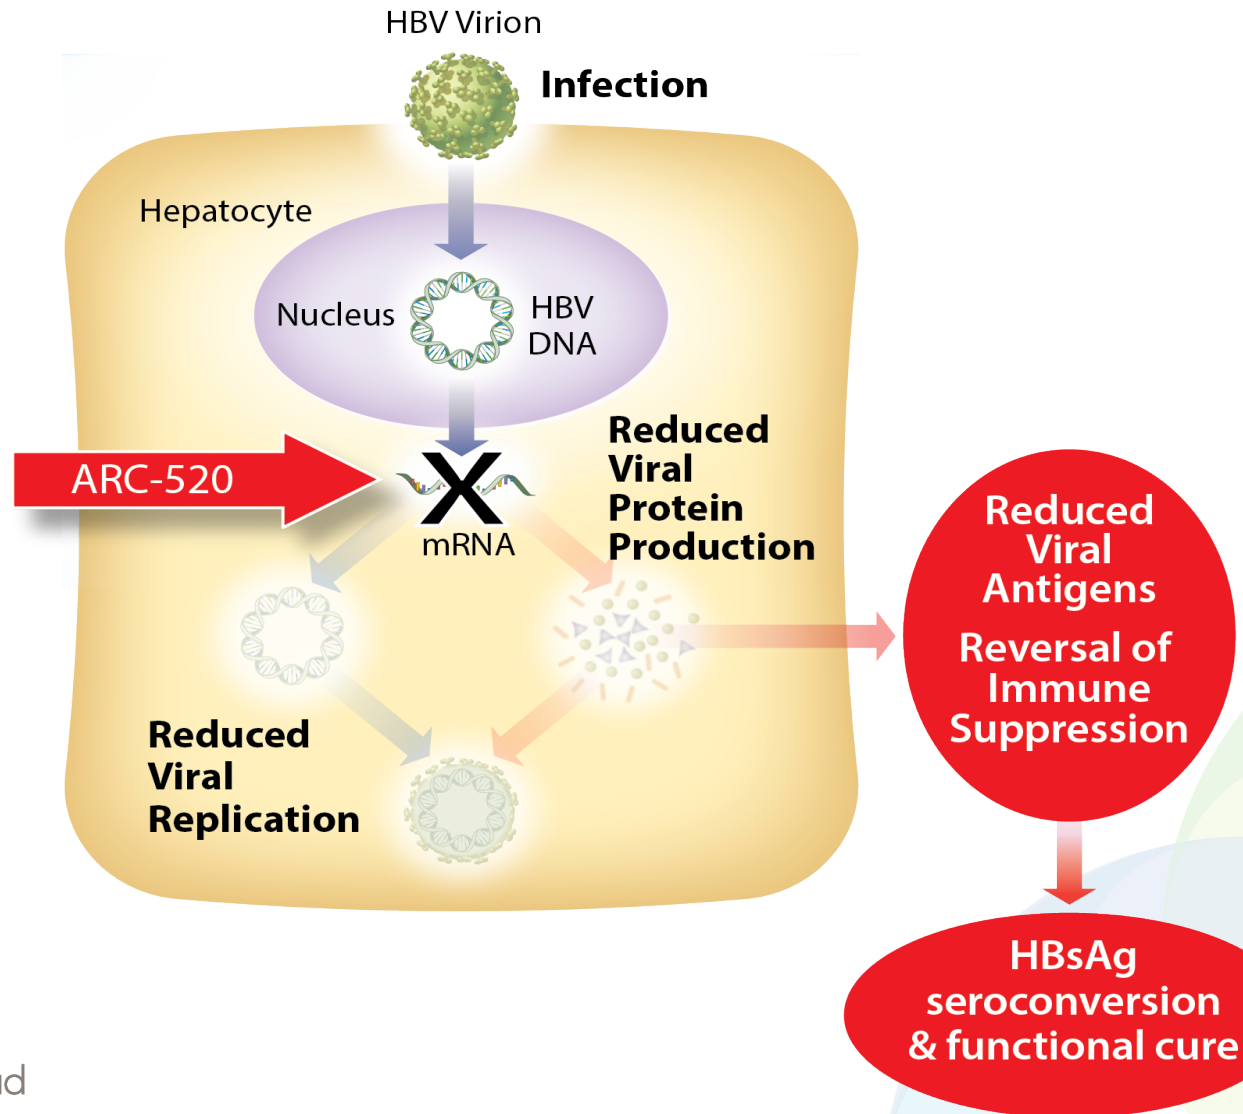 HBV Virion
Infection
Hepatocyte
Nucleus
HBV
DNA
ARC-520
mRNA
Reduced
Viral
Protein
Production
Reduced
Viral
Antigens
Reversal of
Immune
Suppression
Reduced
Viral
Replication
HBsAg
seroconversion
& functional cure